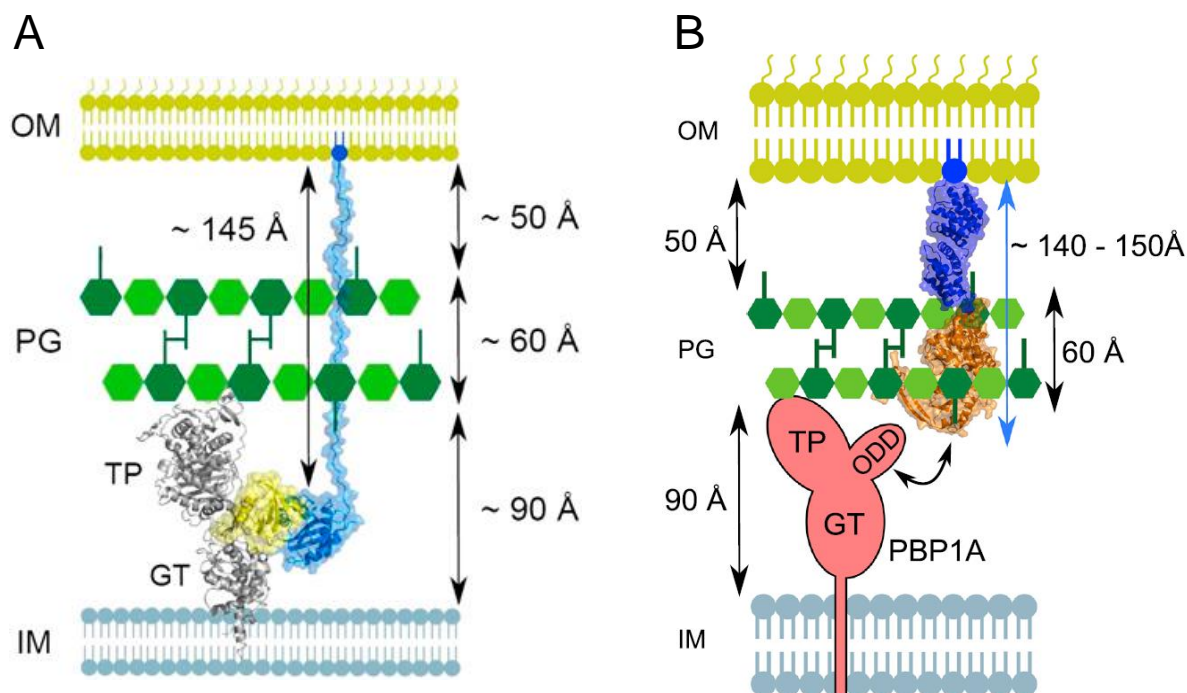 A
OM
~ 145 Å
~ 50 Å
PG
~ 60 Å
TP
~ 90 Å
GT
IM
B
OM
50 Å
~ 140 - 150Å
PG
60 Å
TP
ODD
90 Å
GT
PBP1A
IM